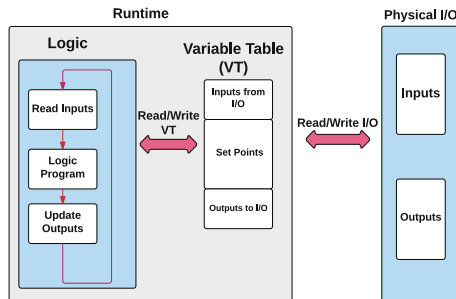 Runtime
Physical I/O
Logic
Variable Table
(VT)
Read Inputs
Logic
Program
Update
Outputs
Read/Write
VT
Inputs from
I/O
Set Points
Outputs to I/O
Read/Write I/O
Inputs
Outputs